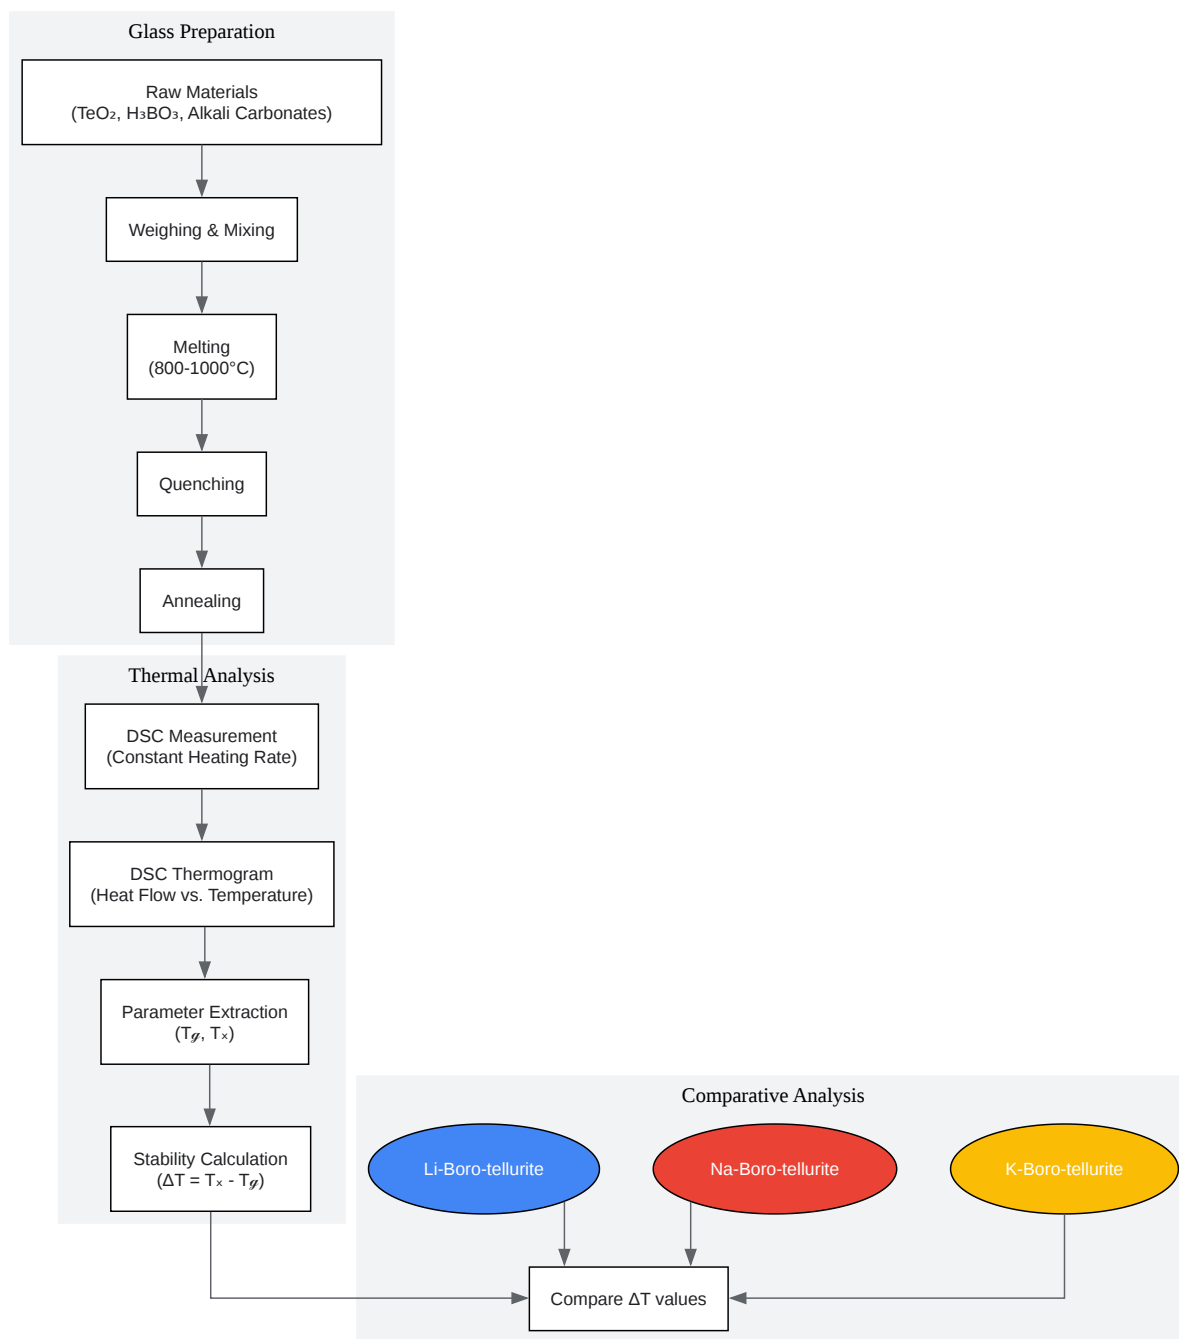 Glass Preparation
Raw Materials
(TeO₂, H₃BO₃, Alkali Carbonates)
Weighing & Mixing
Melting
(800-1000°C)
Quenching
Annealing
Thermal Analysis
DSC Measurement
(Constant Heating Rate)
DSC Thermogram
(Heat Flow vs. Temperature)
Parameter Extraction
(T𝓰, Tₓ)
Stability Calculation
(ΔT = Tₓ - T𝓰)
Comparative Analysis
Li-Boro-tellurite
Na-Boro-tellurite
K-Boro-tellurite
Compare ΔT values